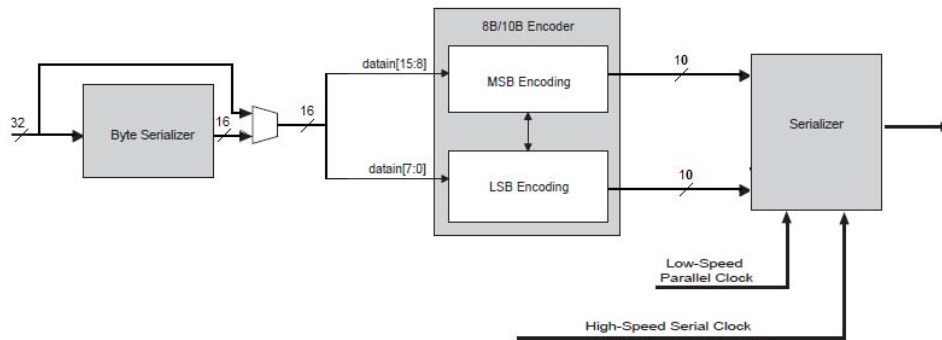 8B/10B Encoder
datain[15:8]
MSB Encoding
10
32
Byte Serializer
16
16
Serializer
datain[7:0]
LSB Encoding
10
Low-Speed
Parallel Clock
High-Speed Serial Clock